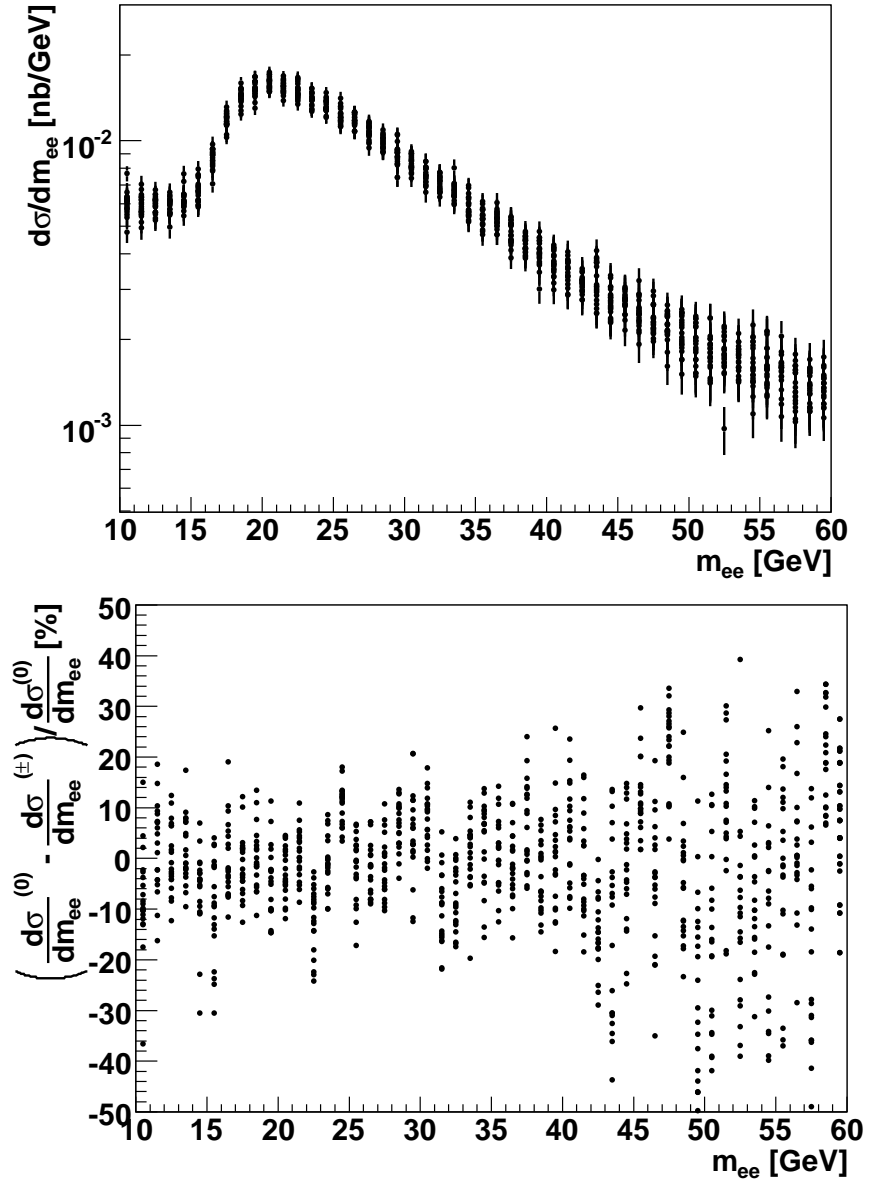 dσ/dm_ee [nb/GeV]
10^-2
10^-3
10 15 20 25 30 35 40 45 50 55 60
m_ee [GeV]
(dσ^(0)/dm_ee - dσ^(±)/dm_ee) / dσ^(0)/dm_ee [%]
50
40
30
20
10
0
-10
-20
-30
-40
-50
10 15 20 25 30 35 40 45 50 55 60
m_ee [GeV]